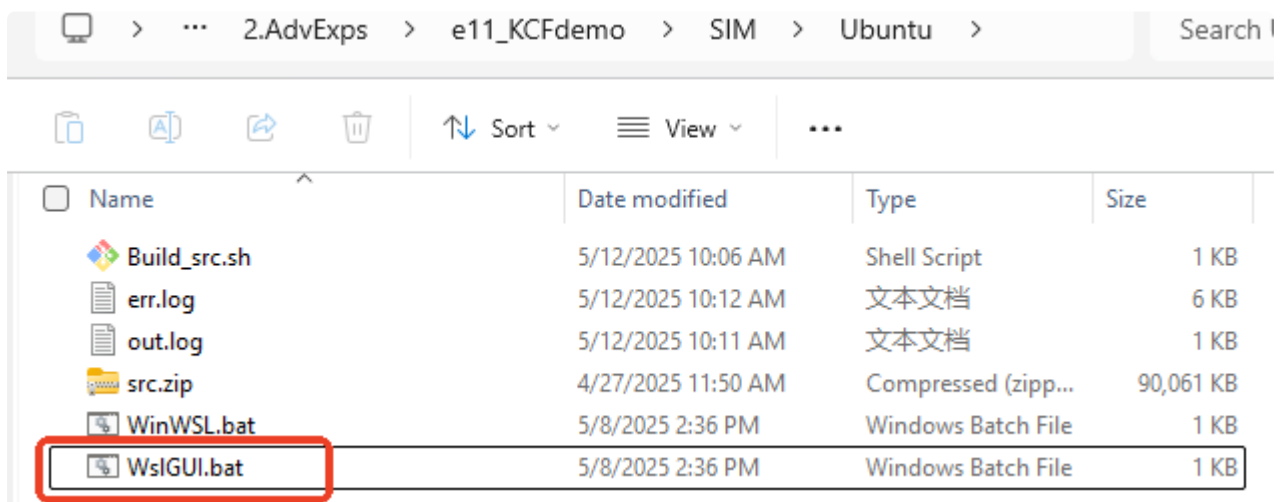 > ... 2.AdvExps > e11_KCFdemo > SIM > Ubuntu > Search
Sort View ...
Name Date modified Type Size
Build_src.sh 5/12/2025 10:06 AM Shell Script 1 KB
err.log 5/12/2025 10:12 AM 文本文档 6 KB
out.log 5/12/2025 10:11 AM 文本文档 1 KB
src.zip 4/27/2025 11:50 AM Compressed (zipp... 90,061 KB
WinWSL.bat 5/8/2025 2:36 PM Windows Batch File 1 KB
WslGUI.bat 5/8/2025 2:36 PM Windows Batch File 1 KB